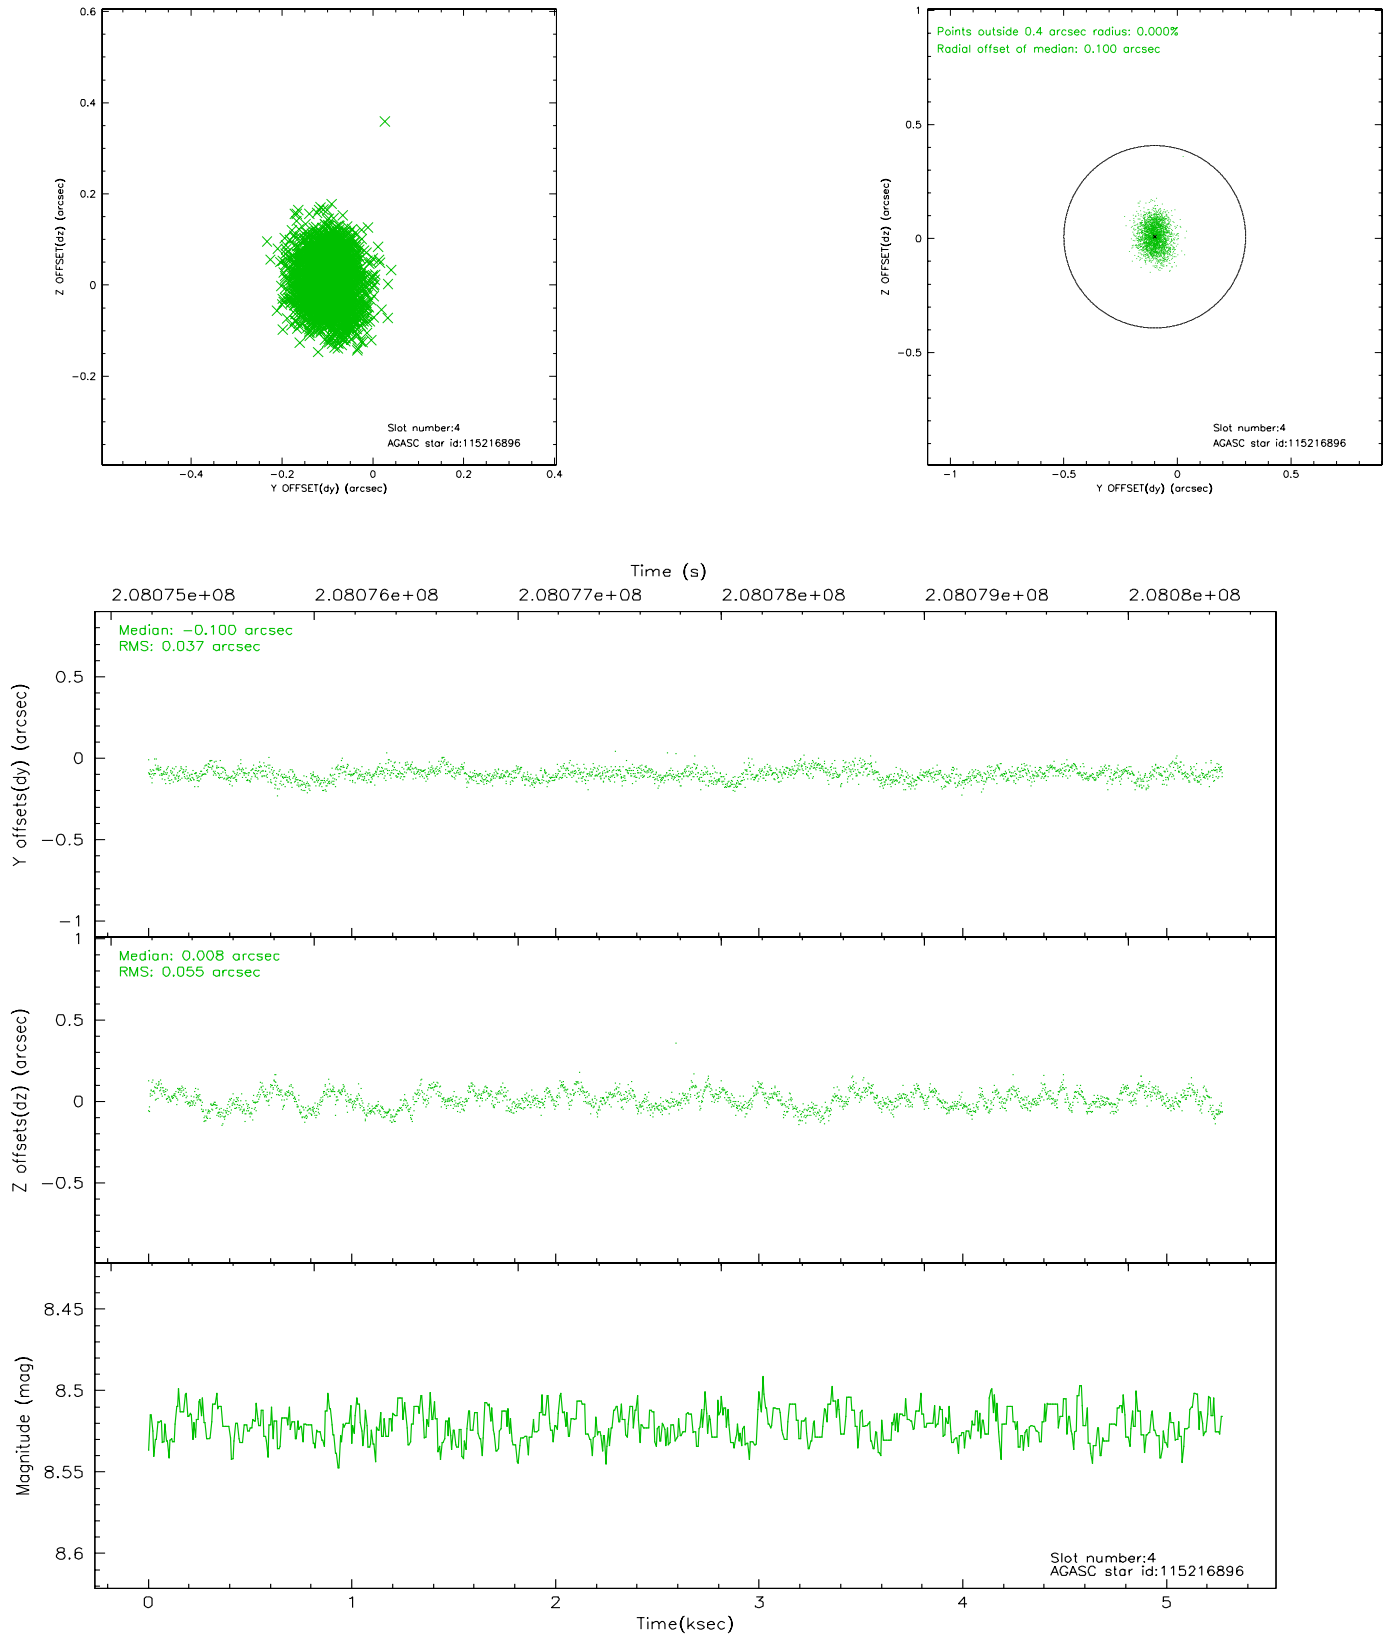 0.6
0.4
0.2
0
−0.2
Z OFFSET(dz) (arcsec)
Slot number:4
AGASC star id:115216896
−0.4 −0.2 0 0.2 0.4
Y OFFSET(dy) (arcsec)
Points outside 0.4 arcsec radius: 0.000%
Radial offset of median: 0.100 arcsec
1
0.5
0
−0.5
Z OFFSET(dz) (arcsec)
Slot number:4
AGASC star id:115216896
−1 −0.5 0 0.5
Y OFFSET(dy) (arcsec)
Time (s)
2.08075e+08 2.08076e+08 2.08077e+08 2.08078e+08 2.08079e+08 2.0808e+08
Median: −0.100 arcsec
RMS: 0.037 arcsec
0.5
0
−0.5
−1
Y offsets(dy) (arcsec)
Median: 0.008 arcsec
RMS: 0.055 arcsec
1
0.5
0
−0.5
Z offsets(dz) (arcsec)
8.45
8.5
8.55
8.6
Magnitude (mag)
Slot number:4
AGASC star id:115216896
0 1 2 3 4 5
Time(ksec)